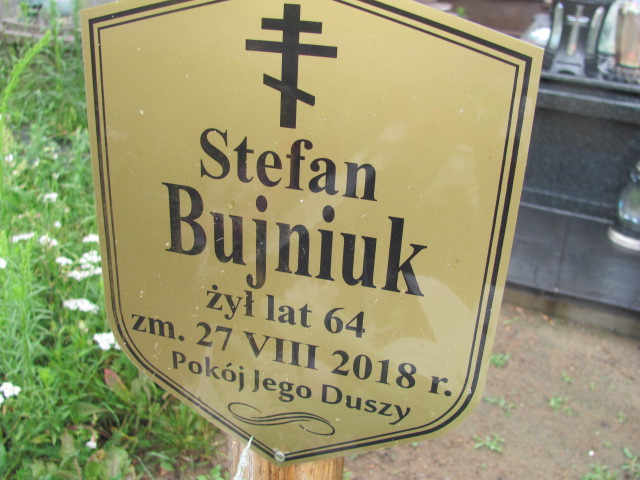 Stefan
Bujniuk
żył lat 64
zm. 27 VIII 2018 r.
Pokój Jego Duszy